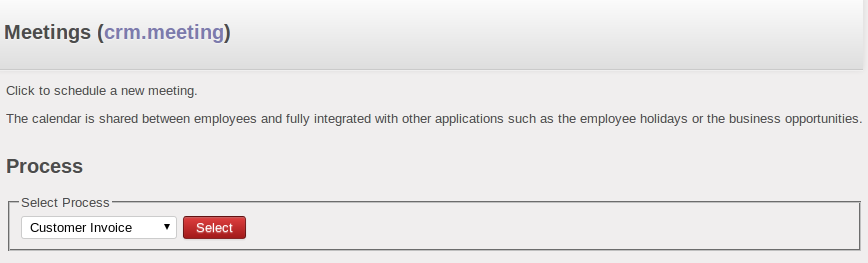 Meetings (crm.meeting)
Click to schedule a new meeting.
The calendar is shared between employees and fully integrated with other applications such as the employee holidays or the business opportunities.
Process
Select Process
Customer Invoice
Select